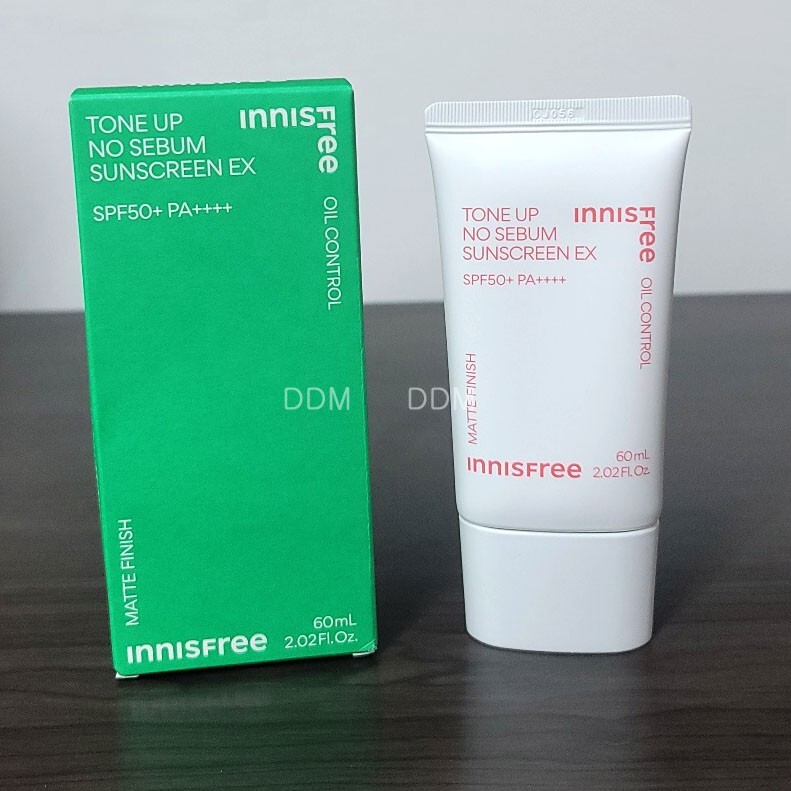 TONE UP
NO SEBUM
SUNSCREEN EX
SPF50+ PA++++
INNISFree
OIL CONTROL
MATTE FINISH
INNISFree
60mL
2.02Fl.Oz.
DDM
DDM
CJ056
TONE UP
NO SEBUM
SUNSCREEN EX
SPF50+ PA++++
INNISFree
OIL CONTROL
MATTE FINISH
INNISFree
60mL
2.02Fl.Oz.